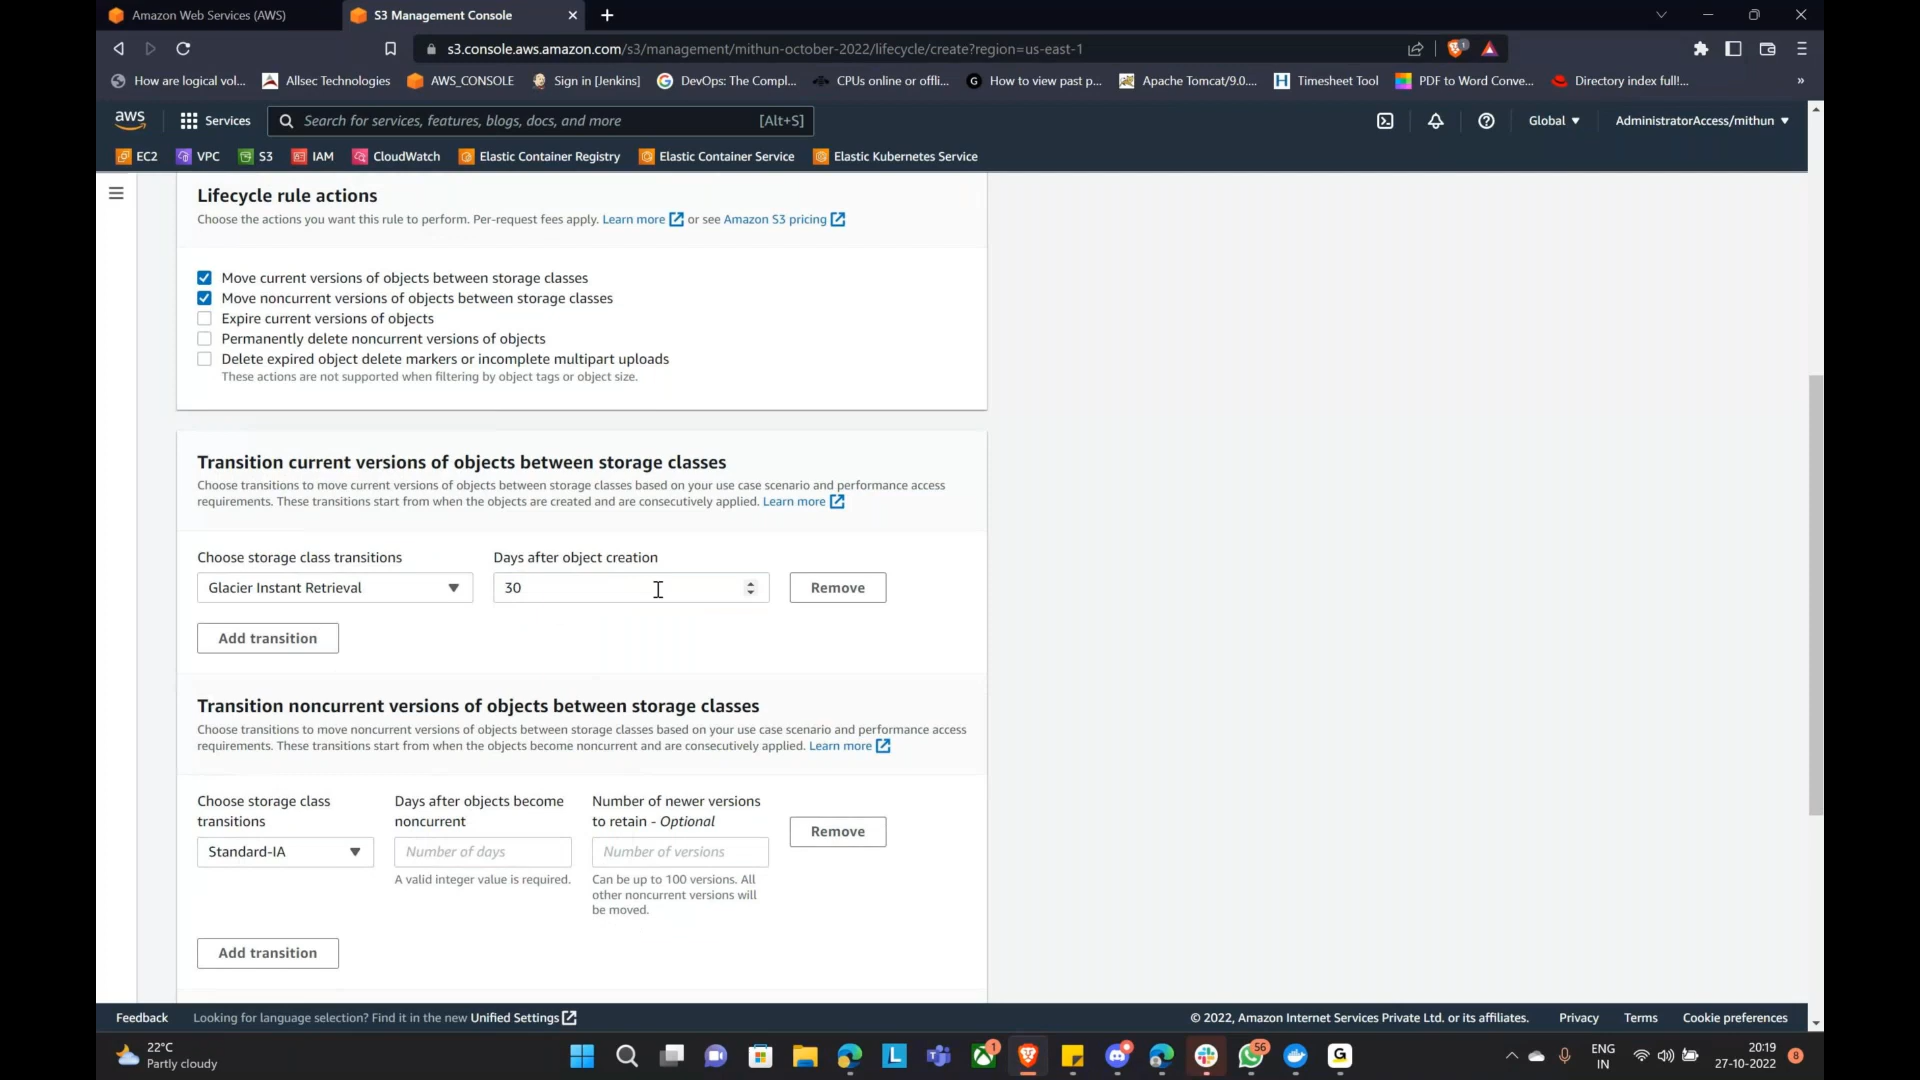 Amazon Web Services (AWS)
S3 Management Console
s3.console.aws.amazon.com/s3/management/mithun-october-2022/lifecycle/create?region=us-east-1
1
How are logical vol...
Allsec Technologies
AWS_CONSOLE
Sign in [Jenkins]
DevOps: The Compl...
CPUs online or offli...
How to view past p...
Apache Tomcat/9.0....
Timesheet Tool
PDF to Word Conve...
Directory index full!...
»
aws
Services
Search for services, features, blogs, docs, and more
[Alt+S]
Global
AdministratorAccess/mithun
EC2
VPC
S3
IAM
CloudWatch
Elastic Container Registry
Elastic Container Service
Elastic Kubernetes Service
Lifecycle rule actions
Choose the actions you want this rule to perform. Per-request fees apply. Learn more or see Amazon S3 pricing
Move current versions of objects between storage classes
Move noncurrent versions of objects between storage classes
Expire current versions of objects
Permanently delete noncurrent versions of objects
Delete expired object delete markers or incomplete multipart uploads
These actions are not supported when filtering by object tags or object size.
Transition current versions of objects between storage classes
Choose transitions to move current versions of objects between storage classes based on your use case scenario and performance access
requirements. These transitions start from when the objects are created and are consecutively applied. Learn more
Choose storage class transitions
Days after object creation
Glacier Instant Retrieval
30
Remove
Add transition
Transition noncurrent versions of objects between storage classes
Choose transitions to move noncurrent versions of objects between storage classes based on your use case scenario and performance access
requirements. These transitions start from when the objects become noncurrent and are consecutively applied. Learn more
Choose storage class
transitions
Days after objects become
noncurrent
Number of newer versions
to retain - Optional
Remove
Standard-IA
Number of days
Number of versions
A valid integer value is required.
Can be up to 100 versions. All
other noncurrent versions will
be moved.
Add transition
Feedback
Looking for language selection? Find it in the new Unified Settings
© 2022, Amazon Internet Services Private Ltd. or its affiliates.
Privacy
Terms
Cookie preferences
22°C
Partly cloudy
1
56
ENG
IN
20:19
27-10-2022
8